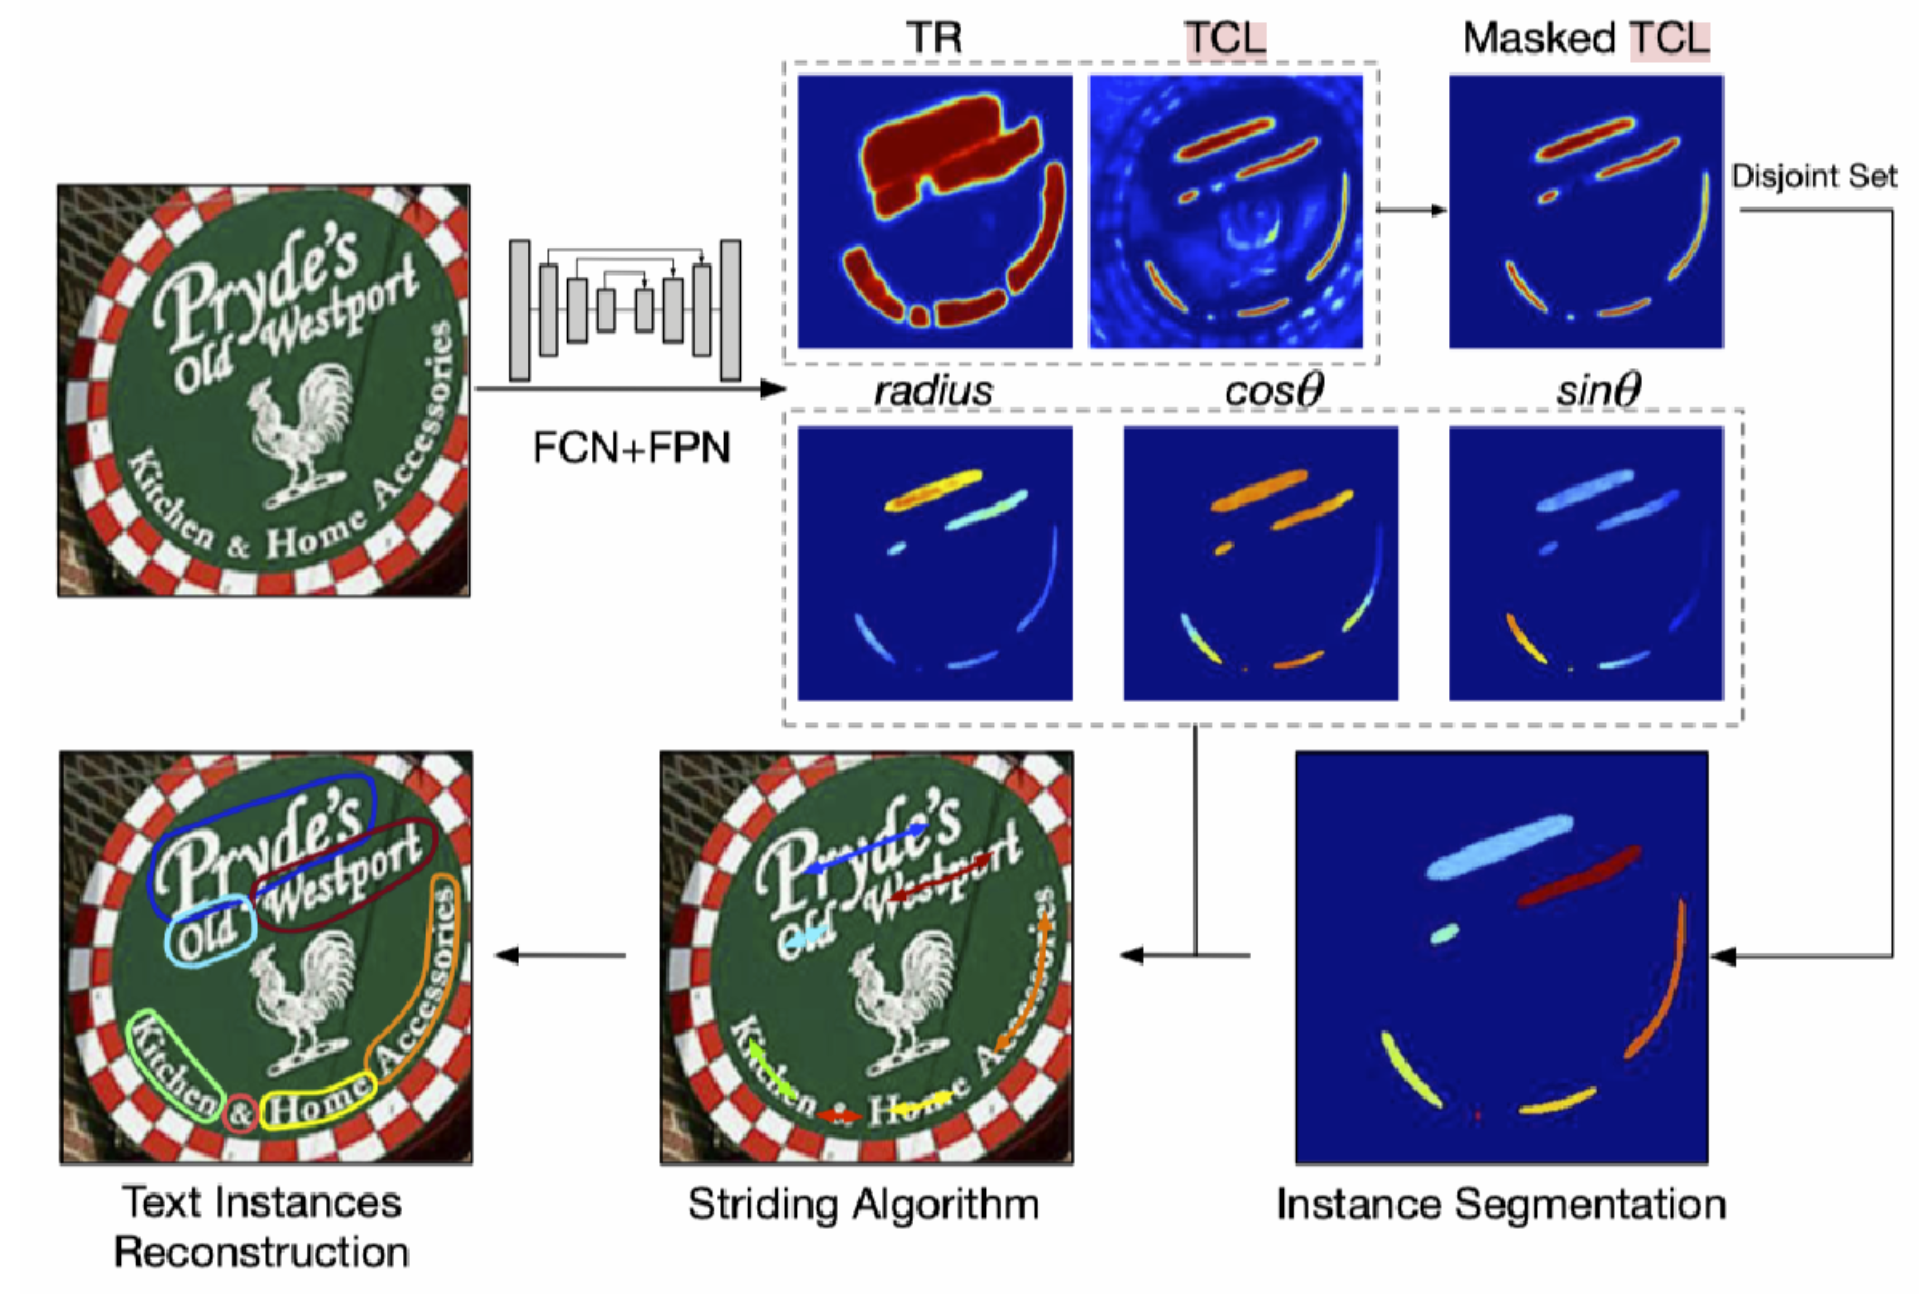 TR
TCL
Masked TCL
Disjoint Set
Pryde's
Old Westport
Kitchen & Home Accessories
FCN+FPN
radius
cosθ
sinθ
Pryde's
Old Westport
Kitchen & Home Accessories
Pryde's
Old Westport
Kitchen & Home Accessories
Text Instances
Reconstruction
Striding Algorithm
Instance Segmentation